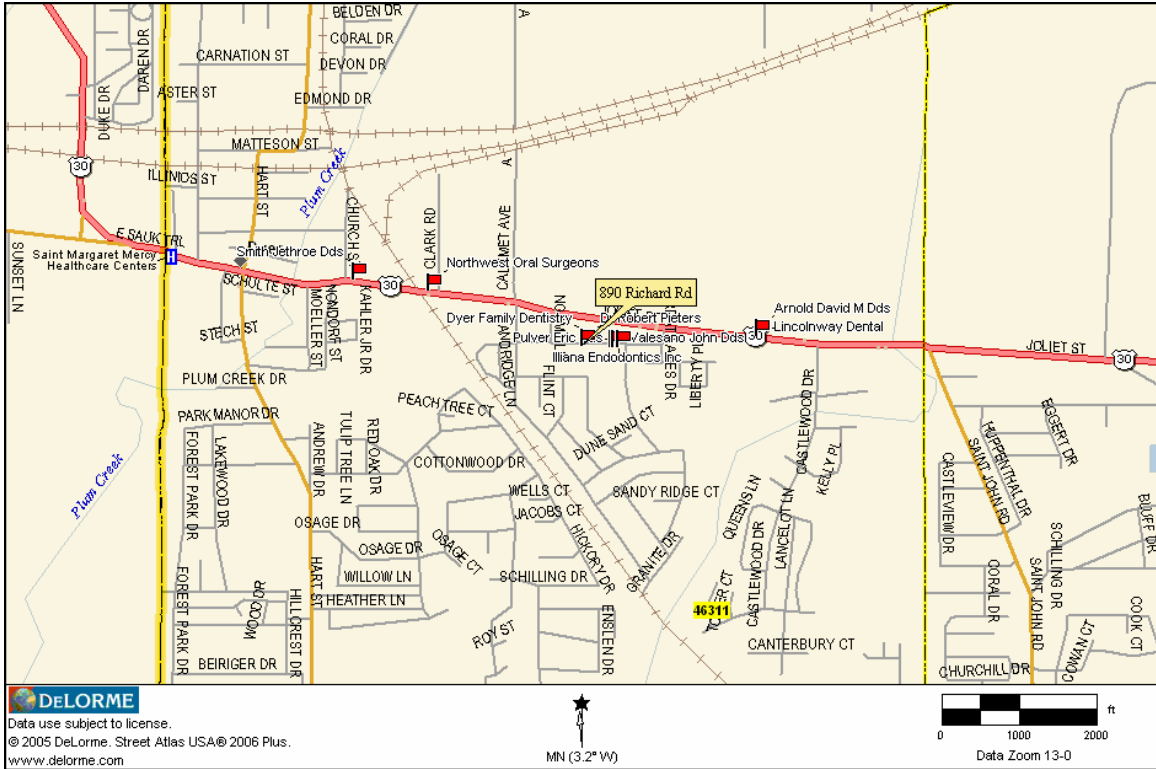 BELDEN DR
CORAL DR
DEVON DR
EDMOND DR
CARNATION ST
ASTER ST
DUKE DR
DAREN DR
A
A
MATTESON ST
30
ILLINIOS ST
HART ST
Plum Creek
CHURCH S
CLARK RD
CALUMET AVE
E SAUK TRL
Saint Margaret Mercy
Healthcare Centers
H
Smith Jethroe Dds
Northwest Oral Surgeons
SUNSET LN
SCHULTE ST
30
890 Richard Rd
Dyer Family Dentistry
Dr Robert Pieters
Arnold David M Dds
Lincolnway Dental
Pulver Eric
Valesano John Dds
30
Illiana Endodontics Inc
JOLIET ST
30
STECH ST
MOELLER ST
NONDORF ST
KAHLER UR DR
LIBERTY PL
PLUM CREEK DR
PEACH TREE CT
FLINT CT
PARK MANOR DR
DUNE SAND CT
CASTLEWOOD DR
KELLY PL
FOREST PARK DR
LAKEWOOD DR
ANDREW DR
TULIP TREE LN
RED OAK DR
COTTONWOOD DR
WELLS CT
JACOBS CT
SANDY RIDGE CT
QUEENS LN
LANCELOT LN
CASTLEWOOD DR
HUPPENTHAL DR
EGGERT DR
SAINT JOHN RD
CASTLEVIEW DR
Plum Creek
OSAGE DR
OSAGE DR
OSAGE CT
HICKORY DR
GRANITE DR
SCHILLING DR
BLUFF DR
WILLOW LN
SCHILLING DR
HEATHER LN
HART ST
FOREST PARK DR
HILLCREST DR
ROY ST
ENSLEN DR
46311
CANTERBURY CT
CORAL DR
SAINT JOHN RD
COOK CT
COWAN CT
BEIRIGER DR
CHURCHILL DR
DELORME
Data use subject to license.
© 2005 DeLorme. Street Atlas USA® 2006 Plus.
www.delorme.com
MN (3.2° W)
ft
0 1000 2000
Data Zoom 13-0